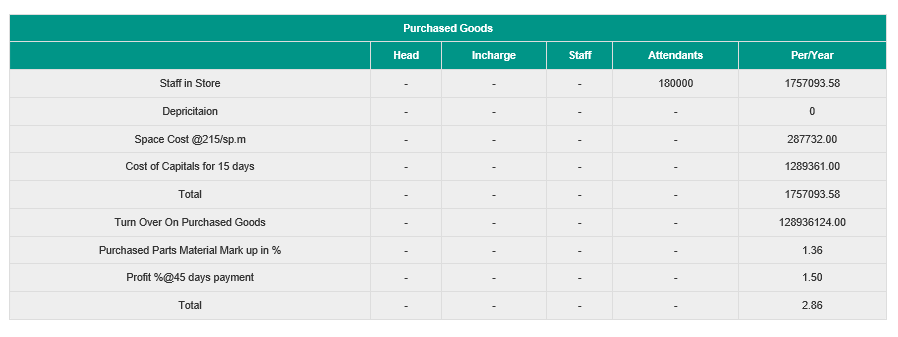 Purchased Goods
Head Incharge Staff Attendants Per/Year
Staff in Store - - - 180000 1757093.58
Depricitaion - - - - 0
Space Cost @215/sp.m - - - - 287732.00
Cost of Capitals for 15 days - - - - 1289361.00
Total - - - - 1757093.58
Turn Over On Purchased Goods - - - - 128936124.00
Purchased Parts Material Mark up in % - - - - 1.36
Profit %@45 days payment - - - - 1.50
Total - - - - 2.86